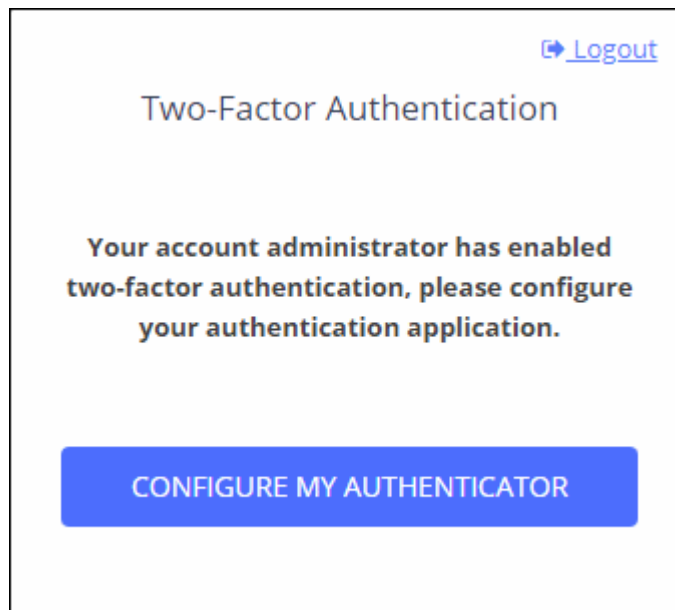 Logout
Two-Factor Authentication
Your account administrator has enabled
two-factor authentication, please configure
your authentication application.
CONFIGURE MY AUTHENTICATOR